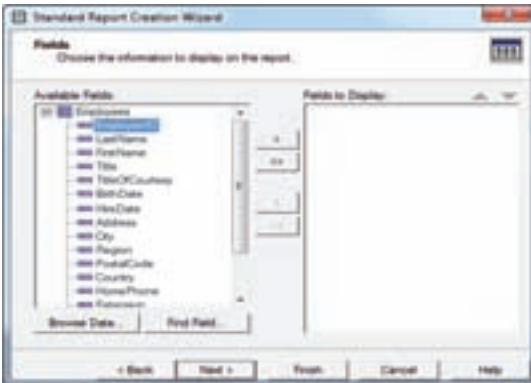 Standard Report Creation Wizard
Fields
Choose the information to display on the report.
Available Fields:
Fields to Display:
Employees
EmployeeID
LastName
FirstName
Title
TitleOfCourtesy
BirthDate
HireDate
Address
City
Region
PostalCode
Country
HomePhone
Extension
>
>>
Browse Data...
Find Field...
< Back
Next >
Finish
Cancel
Help